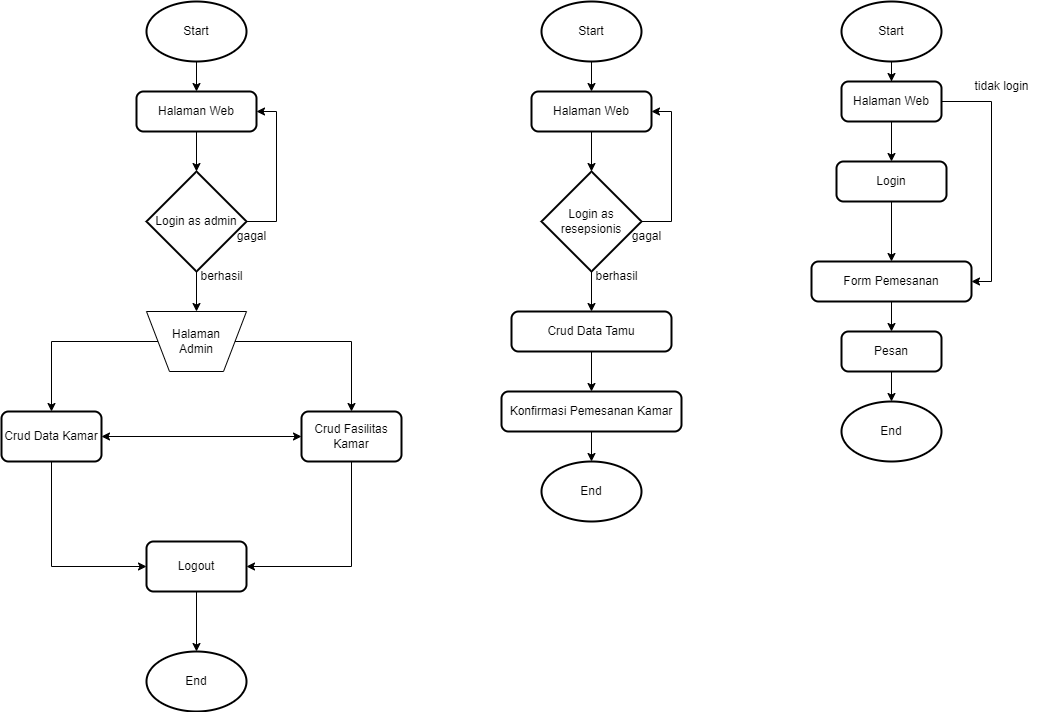 Start
Halaman Web
Login as admin
gagal
berhasil
Halaman
Admin
Crud Data Kamar
Crud Fasilitas
Kamar
Logout
End
Start
Halaman Web
Login as
resepsionis
gagal
berhasil
Crud Data Tamu
Konfirmasi Pemesanan Kamar
End
Start
tidak login
Halaman Web
Login
Form Pemesanan
Pesan
End